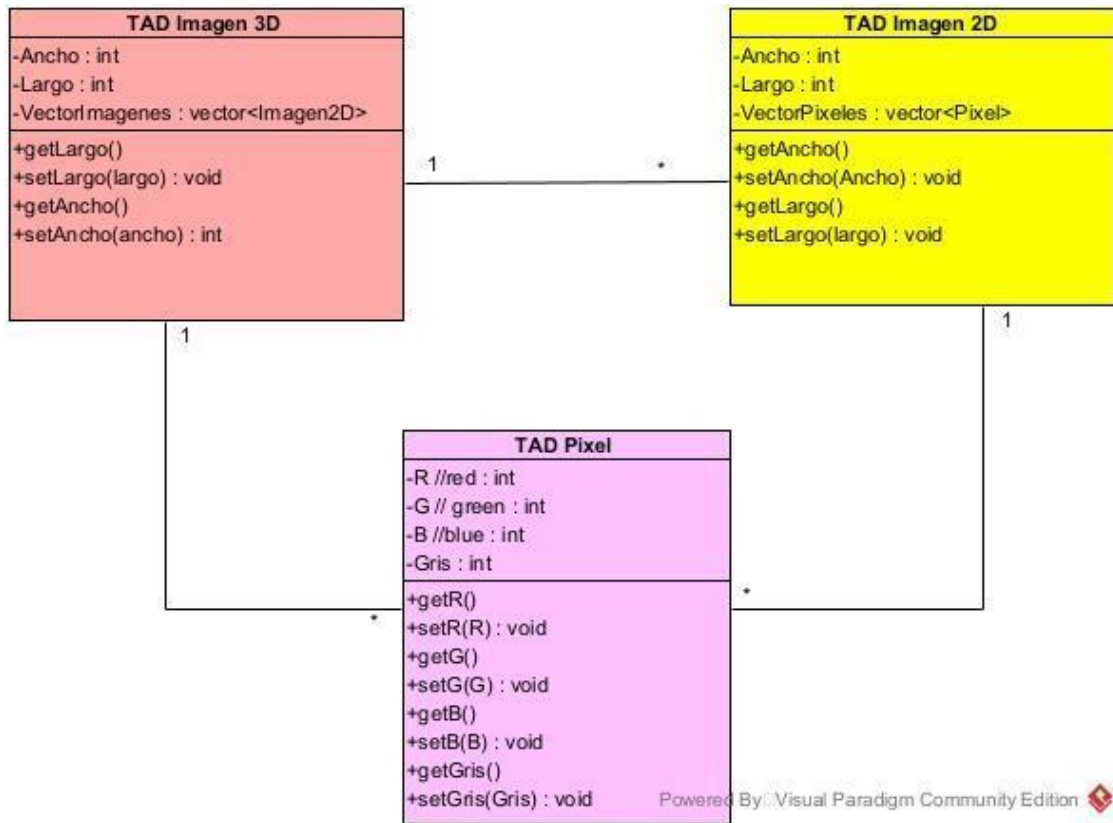 TAD Imagen 3D
-Ancho : int
-Largo : int
-VectorImagenes : vector<Imagen2D>
+getLargo()
+setLargo(largo) : void
+getAncho()
+setAncho(ancho) : int
TAD Imagen 2D
-Ancho : int
-Largo : int
-VectorPixeles : vector<Pixel>
+getAncho()
+setAncho(Ancho) : void
+getLargo()
+setLargo(largo) : void
1
*
1
1
*
*
TAD Pixel
-R //red : int
-G // green : int
-B //blue : int
-Gris : int
+getR()
+setR(R) : void
+getG()
+setG(G) : void
+getB()
+setB(B) : void
+getGris()
+setGris(Gris) : void
Powered By Visual Paradigm Community Edition